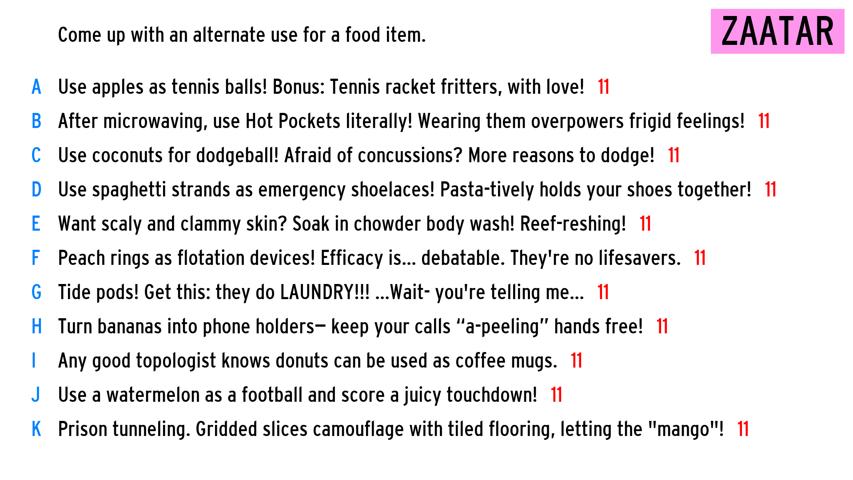 Come up with an alternate use for a food item.
ZAATAR
A Use apples as tennis balls! Bonus: Tennis racket fritters, with love! 11
B After microwaving, use Hot Pockets literally! Wearing them overpowers frigid feelings! 11
C Use coconuts for dodgeball! Afraid of concussions? More reasons to dodge! 11
D Use spaghetti strands as emergency shoelaces! Pasta-tively holds your shoes together! 11
E Want scaly and clammy skin? Soak in chowder body wash! Reef-reshing! 11
F Peach rings as flotation devices! Efficacy is... debatable. They're no lifesavers. 11
G Tide pods! Get this: they do LAUNDRY!!! ...Wait- you're telling me... 11
H Turn bananas into phone holders— keep your calls “a-peeling” hands free! 11
I Any good topologist knows donuts can be used as coffee mugs. 11
J Use a watermelon as a football and score a juicy touchdown! 11
K Prison tunneling. Gridded slices camouflage with tiled flooring, letting the "mango"! 11